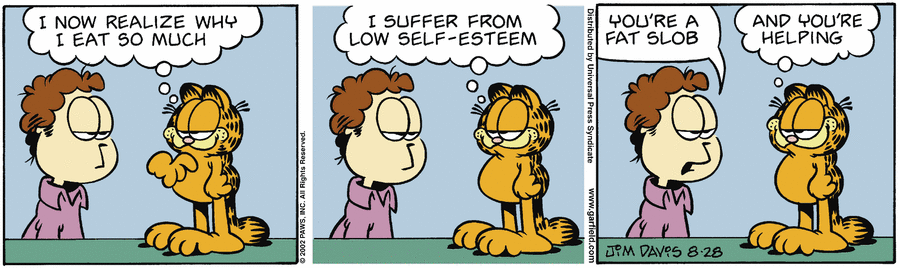 I NOW REALIZE WHY
I EAT SO MUCH
© 2002 PAWS, INC. All Rights Reserved.
I SUFFER FROM
LOW SELF-ESTEEM
Distributed by Universal Press Syndicate
www.garfield.com
YOU'RE A
FAT SLOB
AND YOU'RE
HELPING
JIM DAVIS 8-28